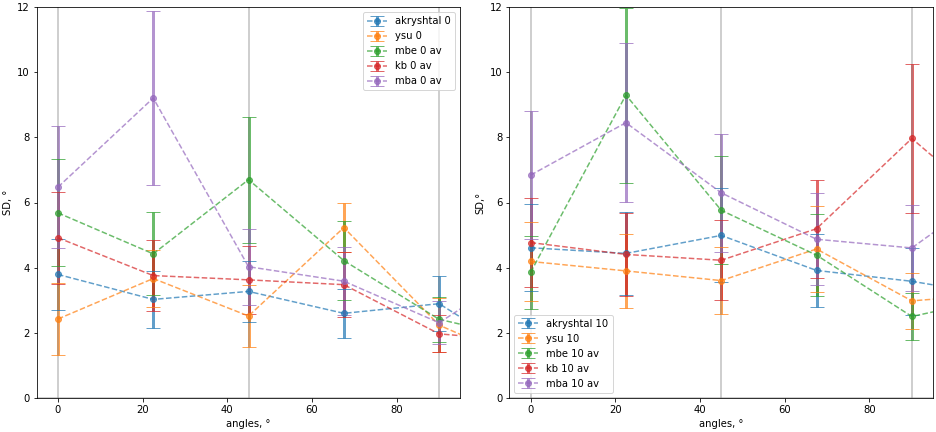 12
10
8
6
4
2
0
SD, °
0
20
40
60
80
angles, °
akryshtal 0
ysu 0
mbe 0 av
kb 0 av
mba 0 av
12
10
8
6
4
2
0
SD,°
0
20
40
60
80
angles, °
akryshtal 10
ysu 10
mbe 10 av
kb 10 av
mba 10 av